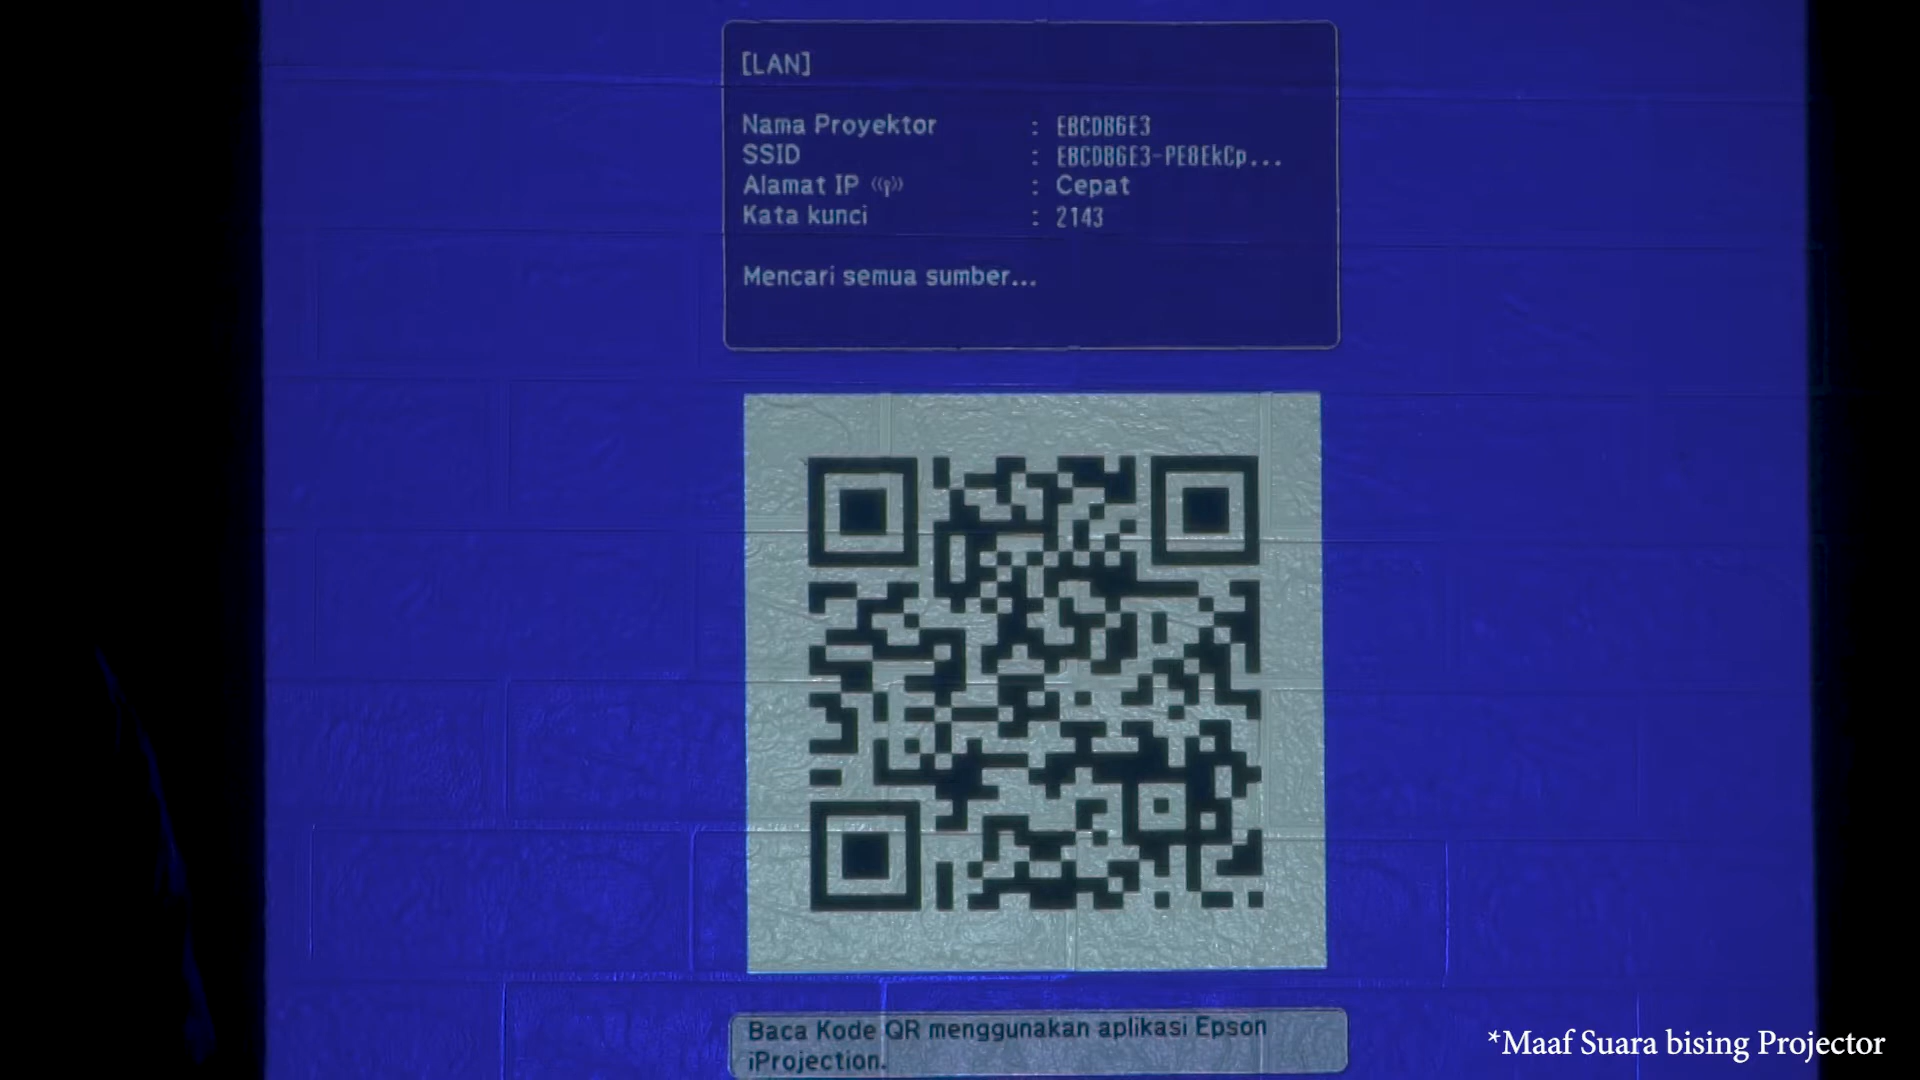 [LAN]
Nama Proyektor : EBCDB6E3
SSID : EBCDB6E3-PE8EkCp...
Alamat IP : Cepat
Kata kunci : 2143
Mencari semua sumber...
Baca Kode QR menggunakan aplikasi Epson
iProjection.
*Maaf Suara bising Projector